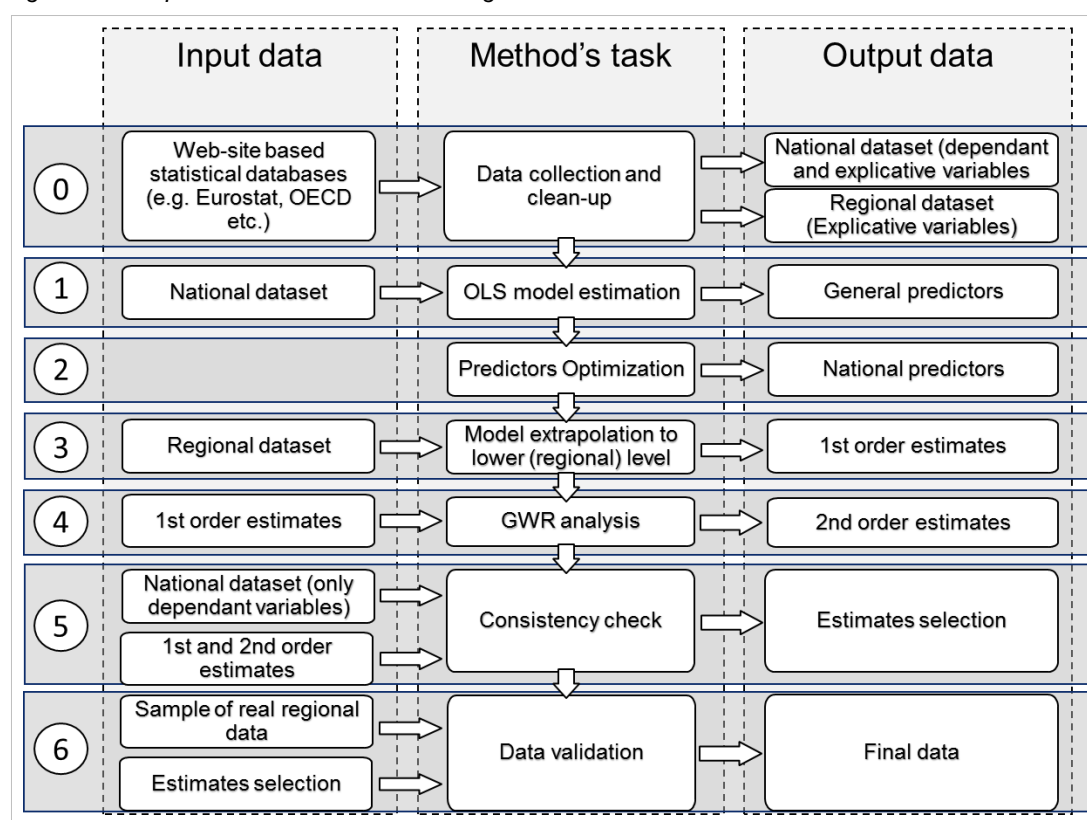 Input data
Method's task
Output data
0
Web-site based
statistical databases
(e.g. Eurostat, OECD
etc.)
Data collection and
clean-up
National dataset (dependant
and explicative variables
Regional dataset
(Explicative variables)
1
National dataset
OLS model estimation
General predictors
2
Predictors Optimization
National predictors
3
Regional dataset
Model extrapolation to
lower (regional) level
1st order estimates
4
1st order estimates
GWR analysis
2nd order estimates
5
National dataset (only
dependant variables)
1st and 2nd order
estimates
Consistency check
Estimates selection
6
Sample of real regional
data
Estimates selection
Data validation
Final data